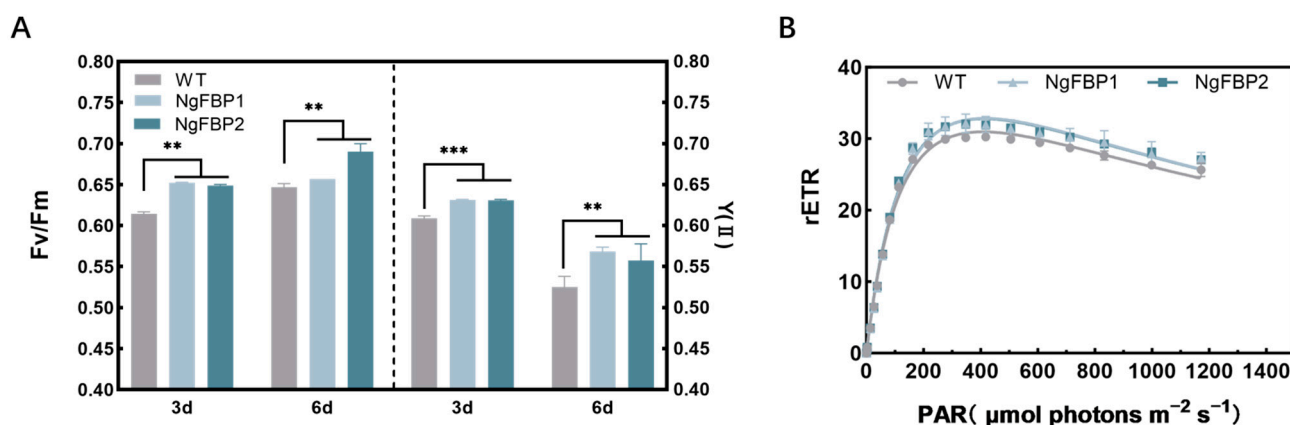 A
WT
NgFBP1
NgFBP2
**
**
***
**
0.80
0.75
0.70
0.65
0.60
0.55
0.50
0.45
0.40
Fv/Fm
0.80
0.70
0.65
0.60
0.55
0.50
0.45
0.40
Y(II)
3d
6d
3d
6d
B
WT
NgFBP1
NgFBP2
40
30
20
10
0
rETR
0
200
400
600
800
1000
1200
1400
PAR( μmol photons m⁻² s⁻¹)